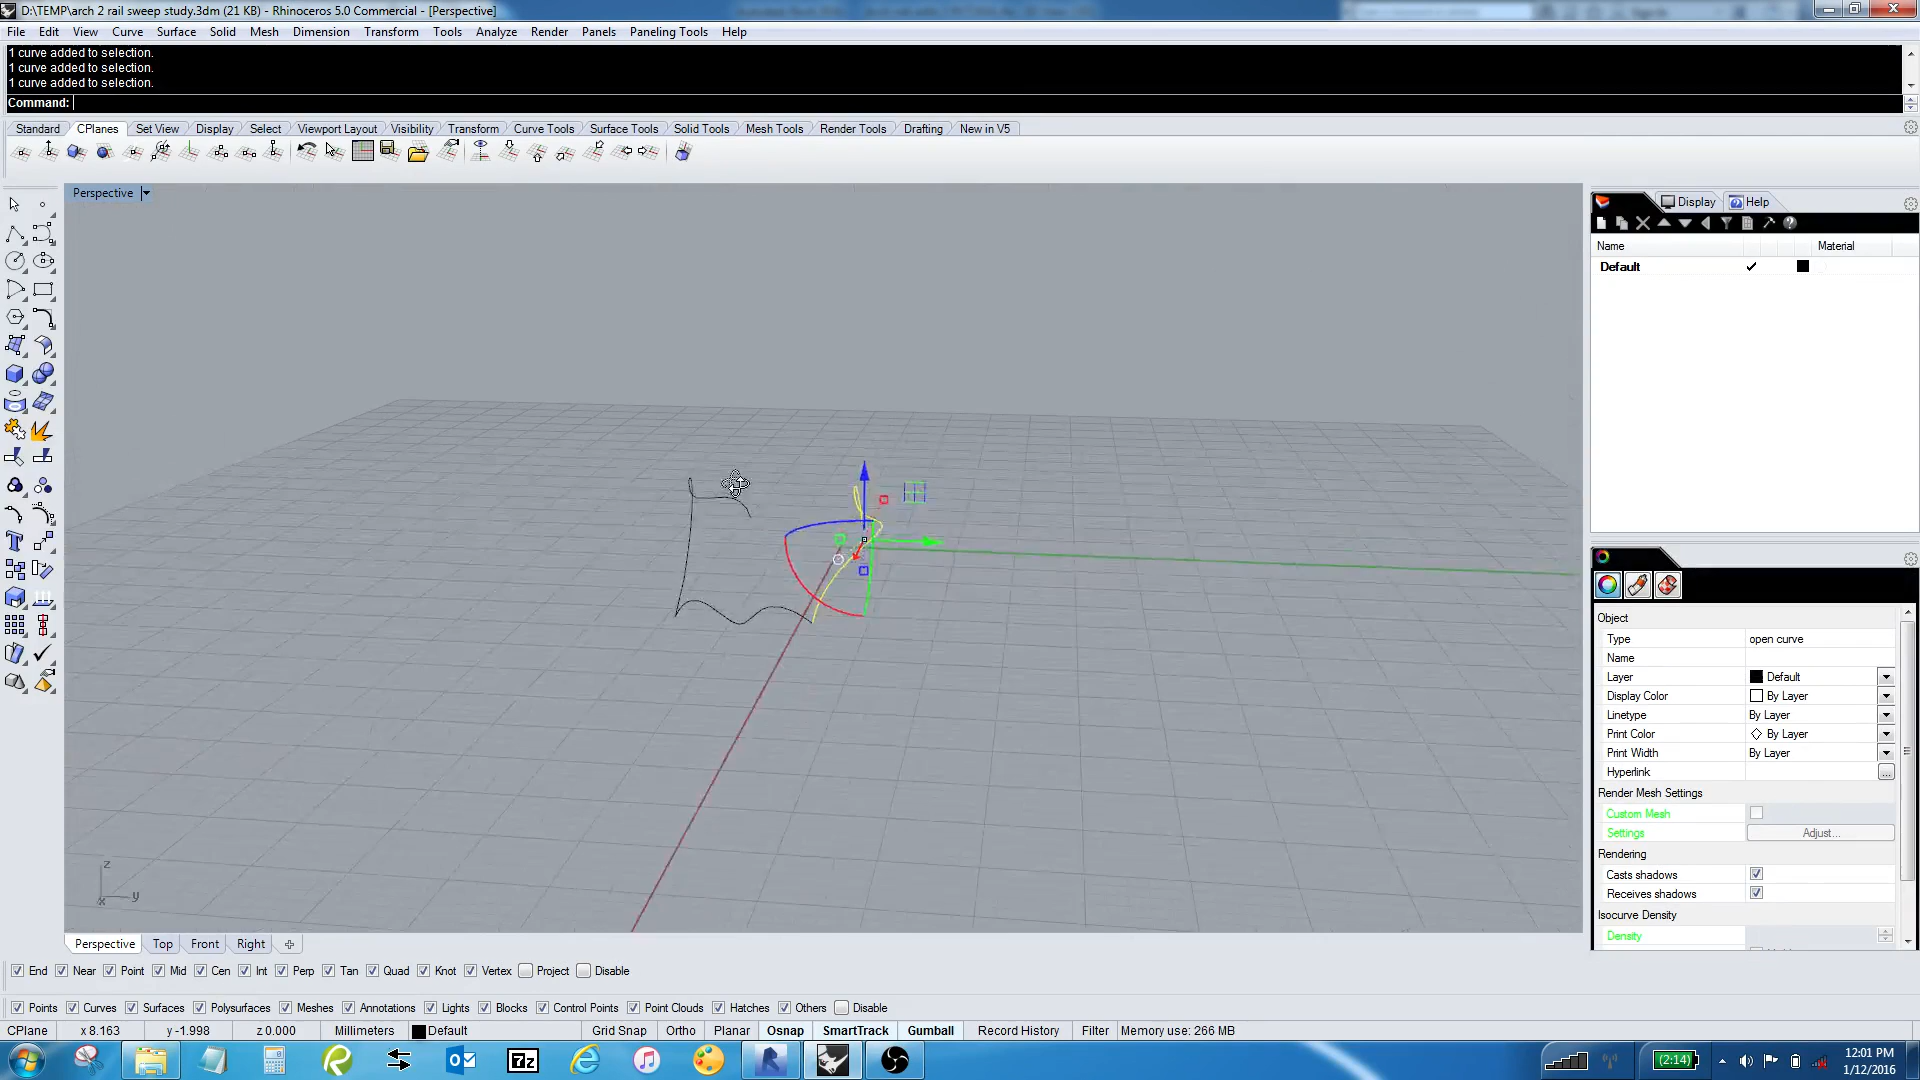 D:\TEMP\arch 2 rail sweep study.3dm (21 KB) - Rhinoceros 5.0 Commercial - [Perspective]
File Edit View Curve Surface Solid Mesh Dimension Transform Tools Analyze Render Panels Paneling Tools Help
1 curve added to selection.
1 curve added to selection.
1 curve added to selection.
Command:
Standard CPlanes Set View Display Select Viewport Layout Visibility Transform Curve Tools Surface Tools Solid Tools Mesh Tools Render Tools Drafting New in V5
Perspective
Display Help
Name Material
Default
Object
Type open curve
Name
Layer Default
Display Color By Layer
Linetype By Layer
Print Color By Layer
Print Width By Layer
Hyperlink ...
Render Mesh Settings
Custom Mesh
Settings Adjust...
Rendering
Casts shadows
Receives shadows
Isocurve Density
Density
z
x y
Perspective Top Front Right
End Near Point Mid Cen Int Perp Tan Quad Knot Vertex Project Disable
Points Curves Surfaces Polysurfaces Meshes Annotations Lights Blocks Control Points Point Clouds Hatches Others Disable
CPlane x 8.163 y -1.998 z 0.000 Millimeters Default Grid Snap Ortho Planar Osnap SmartTrack Gumball Record History Filter Memory use: 266 MB
7z
(2:14)
12:01 PM
1/12/2016